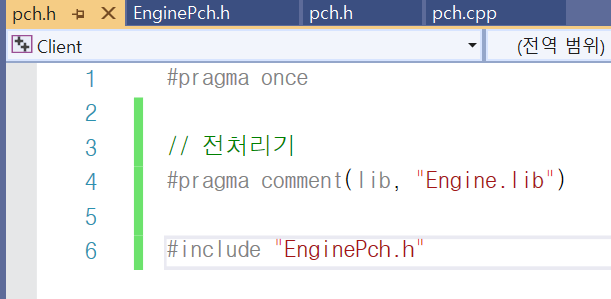 pch.h EnginePch.h pch.h pch.cpp
Client (전역 범위)
1 #pragma once
2
3 // 전처리기
4 #pragma comment(lib, "Engine.lib")
5
6 #include "EnginePch.h"